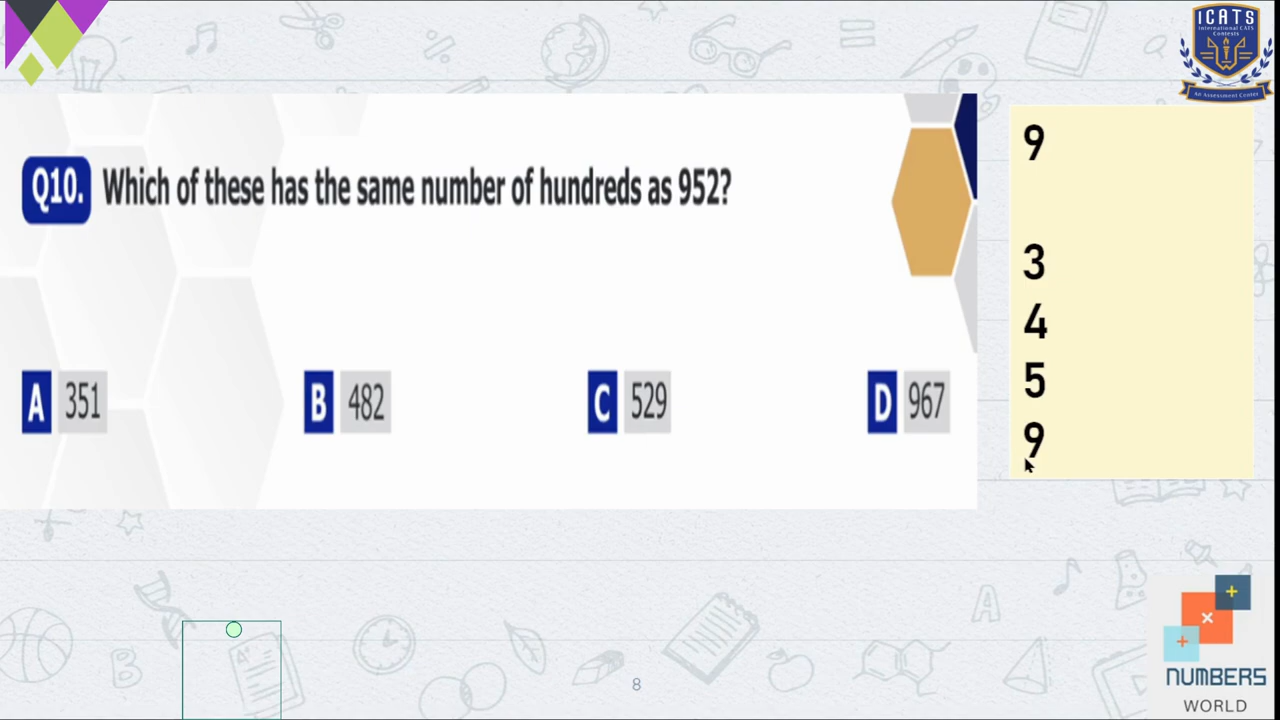 ICATS
International CATS
Contests
An Assessment Center
Q10. Which of these has the same number of hundreds as 952?
A 351
B 482
C 529
D 967
9
3
4
5
9
8
NUMBERS
WORLD